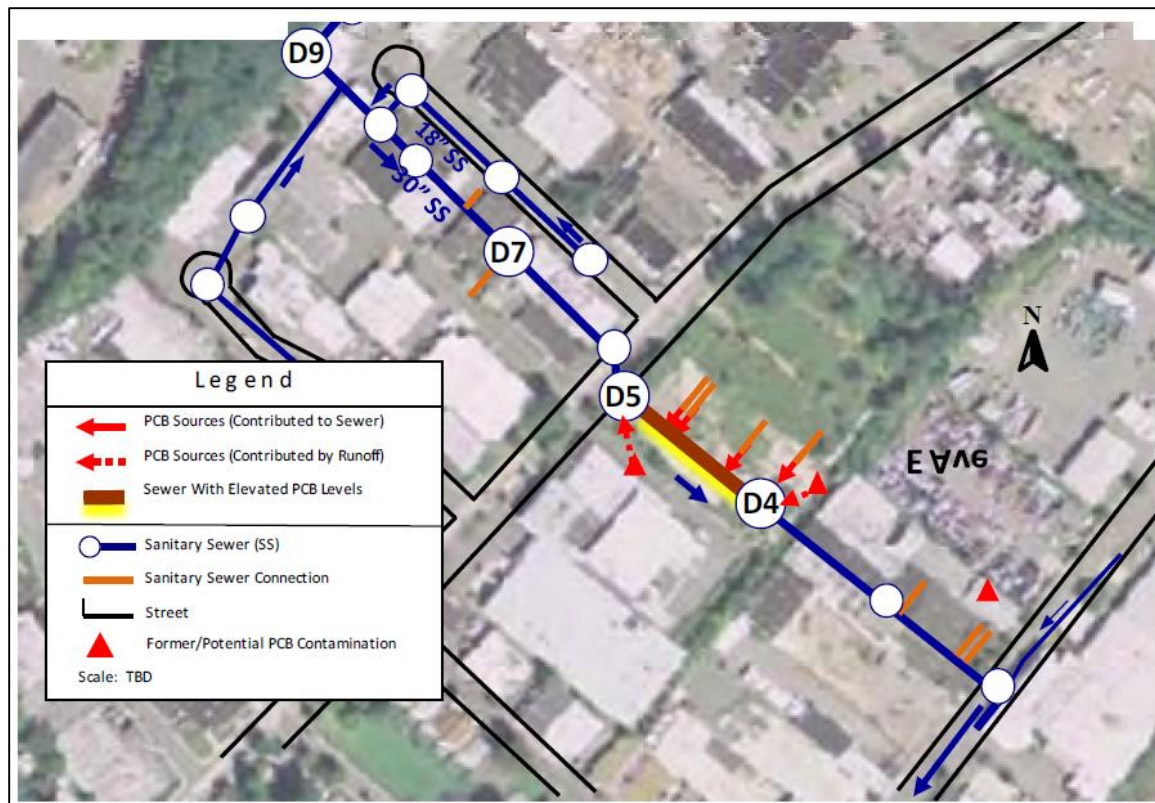 D9
18” SS
30” SS
D7
N
D5
D4
E Ave
Legend
PCB Sources (Contributed to Sewer)
PCB Sources (Contributed by Runoff)
Sewer With Elevated PCB Levels
Sanitary Sewer (SS)
Sanitary Sewer Connection
Street
Former/Potential PCB Contamination
Scale: TBD